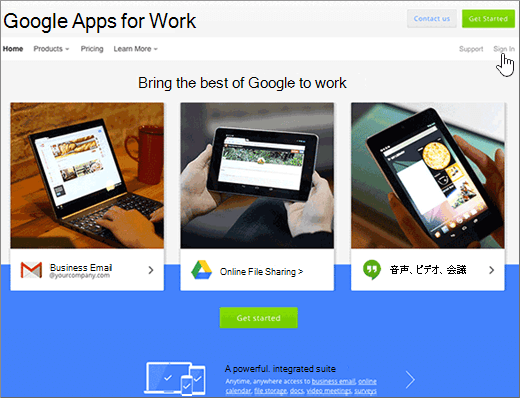 Google Apps for Work
Contact us
Get Started
Home Products Pricing Learn More
Support Sign In
Bring the best of Google to work
Business Email
@yourcompany.com
Online File Sharing >
音声、ビデオ、会議
Get started
A powerful. integrated suite
Anytime, anywhere access to business email, online
calendar, file storage, docs, video meetings, surveys